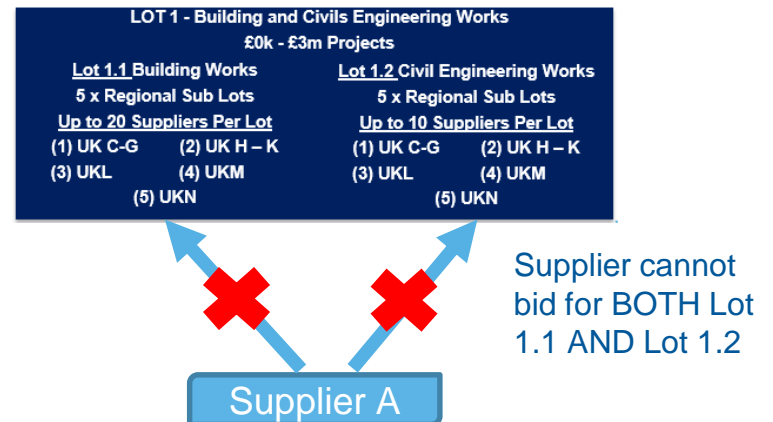 LOT 1 - Building and Civils Engineering Works
£0k - £3m Projects
Lot 1.1 Building Works
5 x Regional Sub Lots
Up to 20 Suppliers Per Lot
(1) UK C-G (2) UK H – K
(3) UKL (4) UKM
(5) UKN
Lot 1.2 Civil Engineering Works
5 x Regional Sub Lots
Up to 10 Suppliers Per Lot
(1) UK C-G (2) UK H – K
(3) UKL (4) UKM
(5) UKN
Supplier cannot
bid for BOTH Lot
1.1 AND Lot 1.2
Supplier A